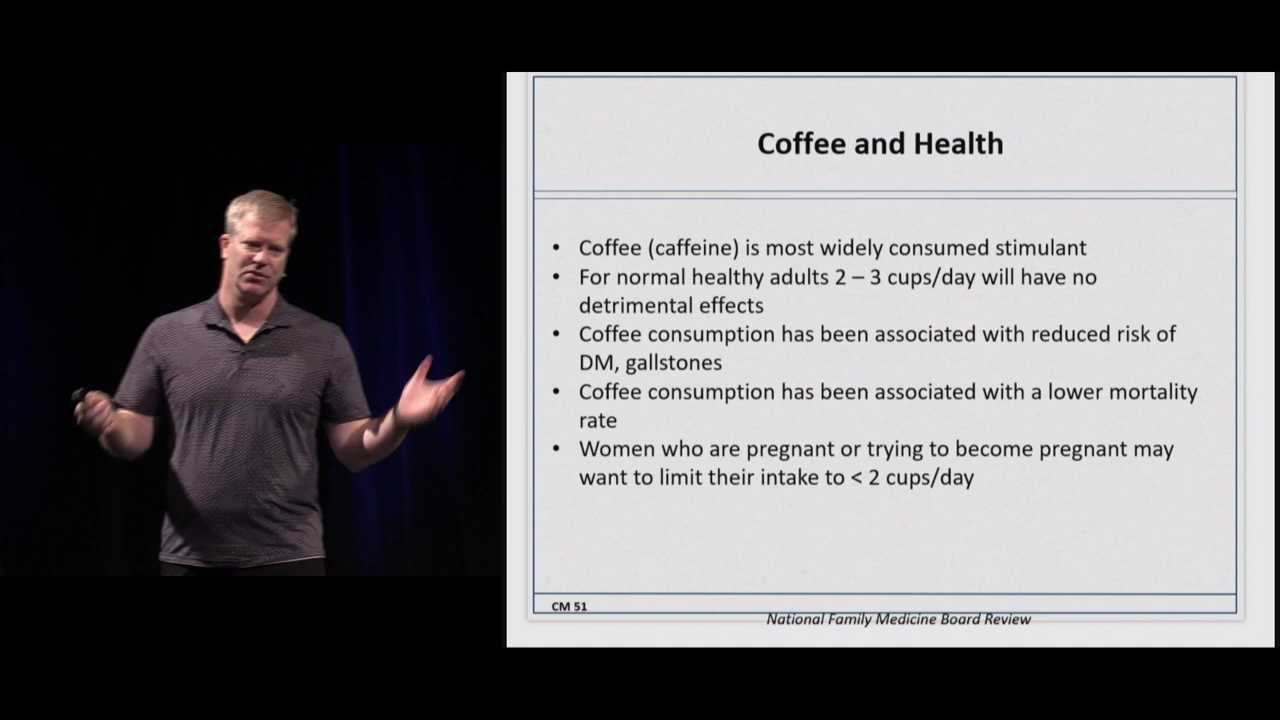 Coffee and Health
• Coffee (caffeine) is most widely consumed stimulant
• For normal healthy adults 2 – 3 cups/day will have no
detrimental effects
• Coffee consumption has been associated with reduced risk of
DM, gallstones
• Coffee consumption has been associated with a lower mortality
rate
• Women who are pregnant or trying to become pregnant may
want to limit their intake to < 2 cups/day
CM 51
National Family Medicine Board Review